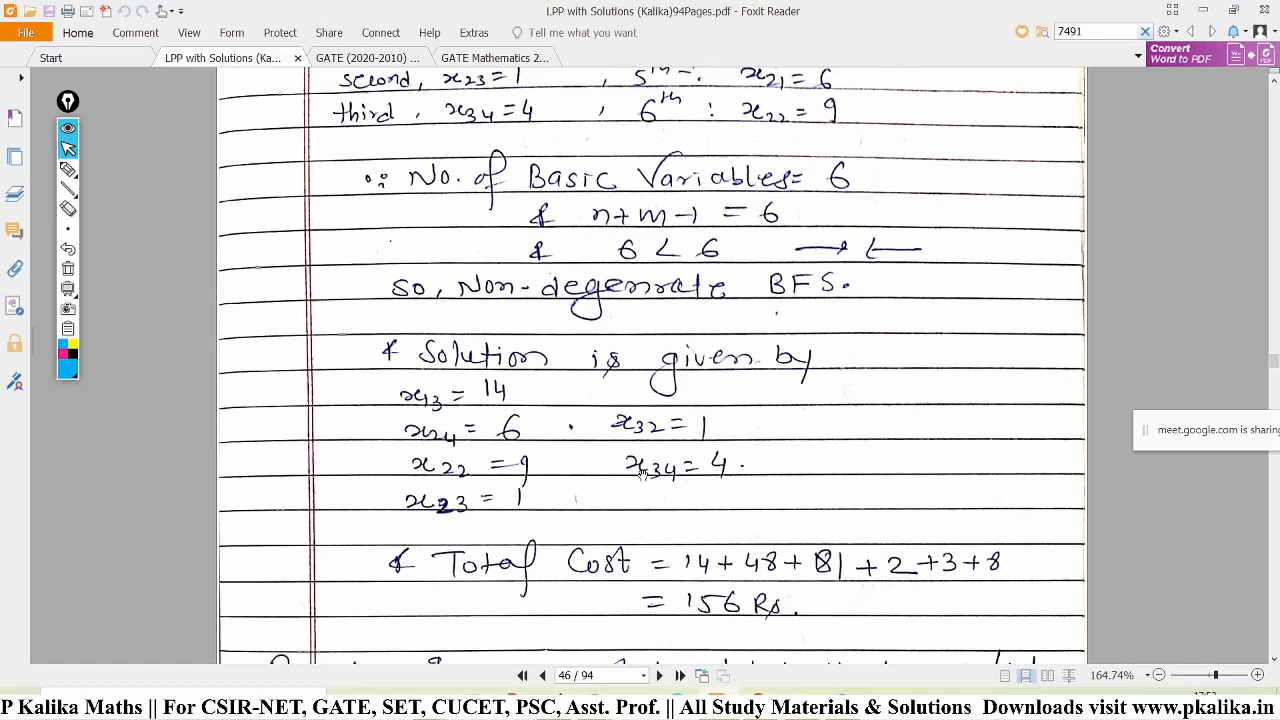 LPP with Solutions (Kalika)94Pages.pdf - Foxit Reader
File Home Comment View Form Protect Share Connect Help Extras Tell me what you want... 7491
Start LPP with Solutions (Ka... GATE (2020-2010) ... GATE Mathematics 2... Convert Word to PDF
second, x23 = 1 , 5th : x21 = 6
third , x34 = 4 , 6th : x22 = 9
∵ No. of Basic Variables = 6
& n+m-1 = 6
& 6 < 6 →←
so, Non-degenrate BFS.
& Solution is given by
x13 = 14
x24 = 6 . x32 = 1
x22 = 9 x34 = 4 .
x23 = 1
& Total Cost = 14 + 48 + 81 + 2 + 3 + 8
= 156 Rs.
meet.google.com is sharing
46 / 94 164.74%
P Kalika Maths || For CSIR-NET, GATE, SET, CUCET, PSC, Asst. Prof. || All Study Materials & Solutions Downloads visit www.pkalika.in